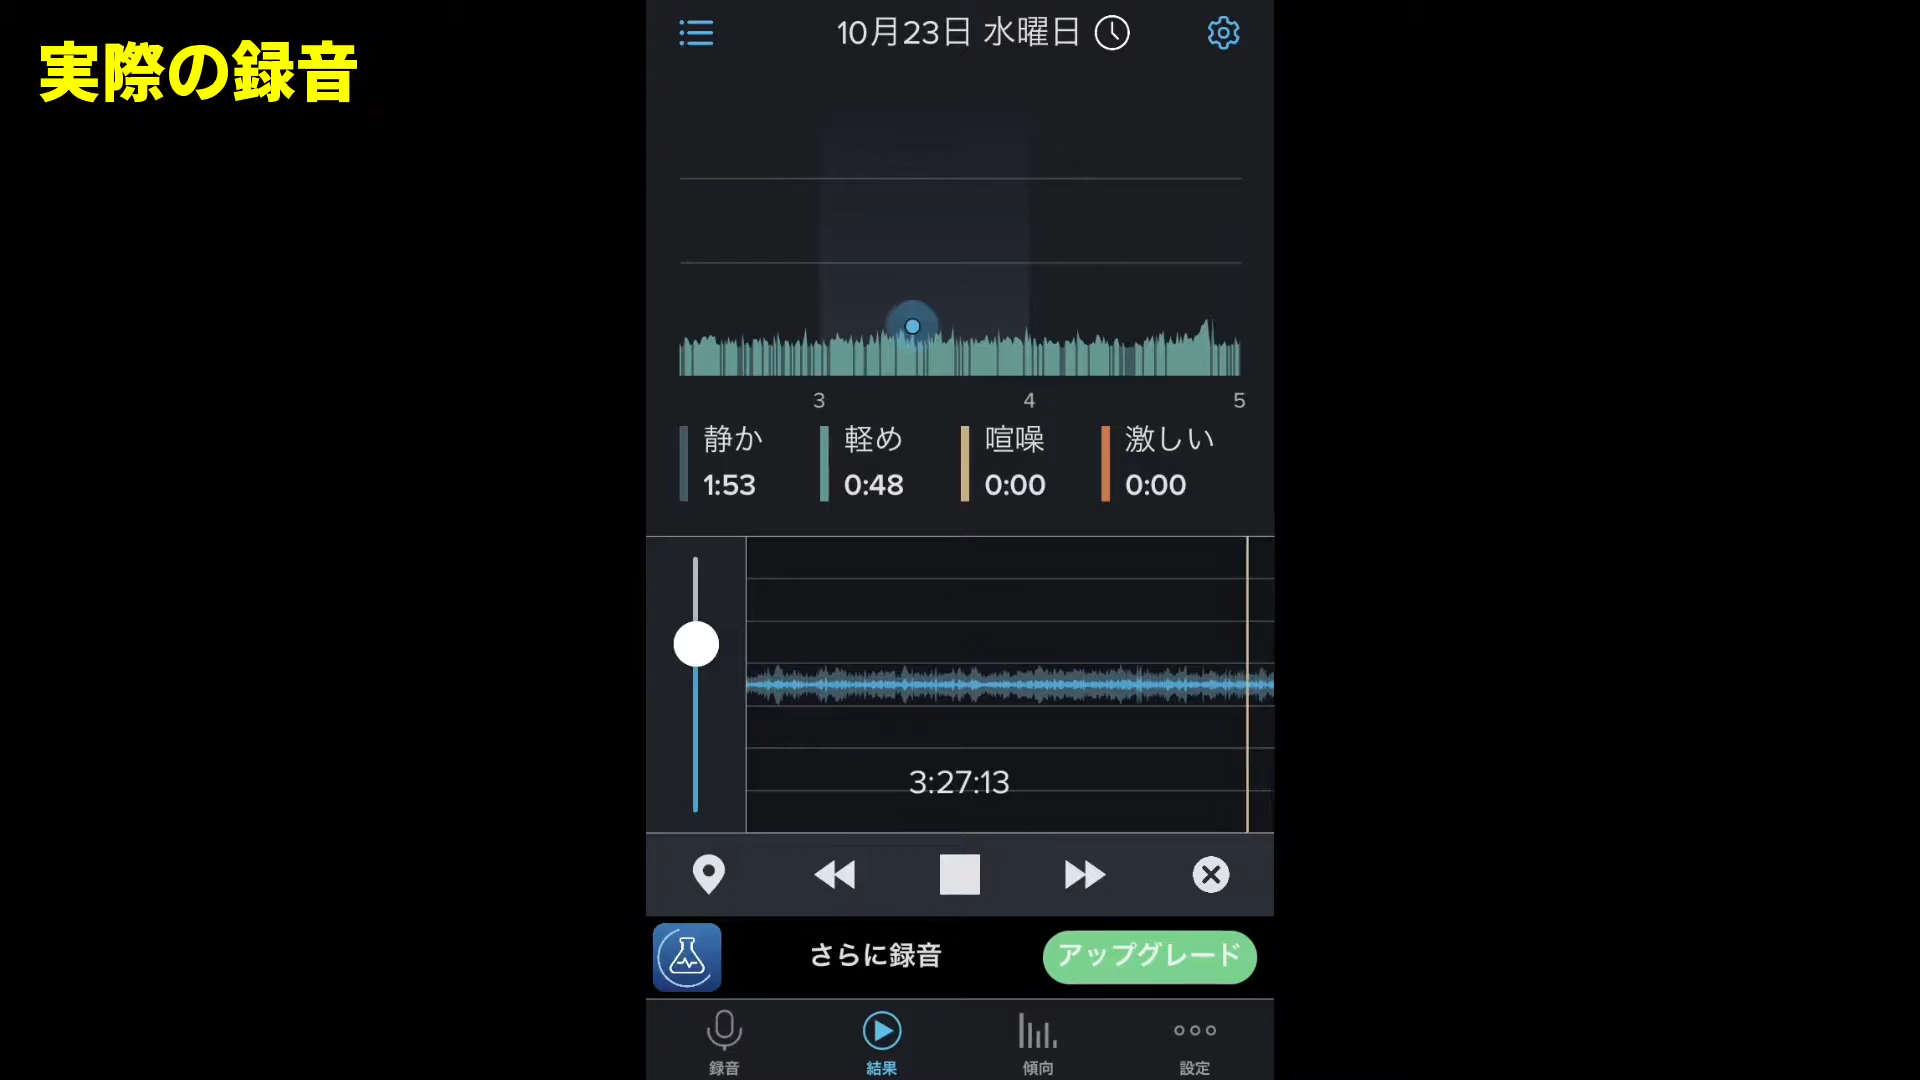 実際の録音
10月23日 水曜日
3 4 5
静か 軽め 喧噪 激しい
1:53 0:48 0:00 0:00
3:27:13
さらに録音 アップグレード
録音 結果 傾向 設定